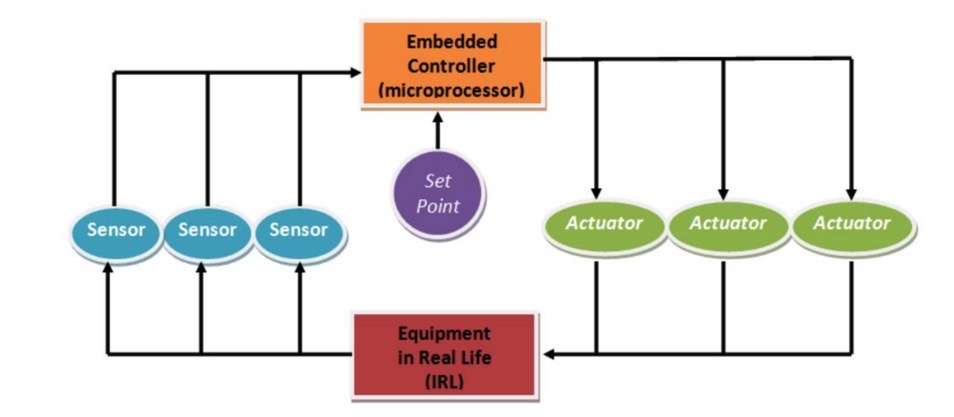 Embedded
Controller
(microprocessor)
Set
Point
Sensor
Sensor
Sensor
Actuator
Actuator
Actuator
Equipment
in Real Life
(IRL)